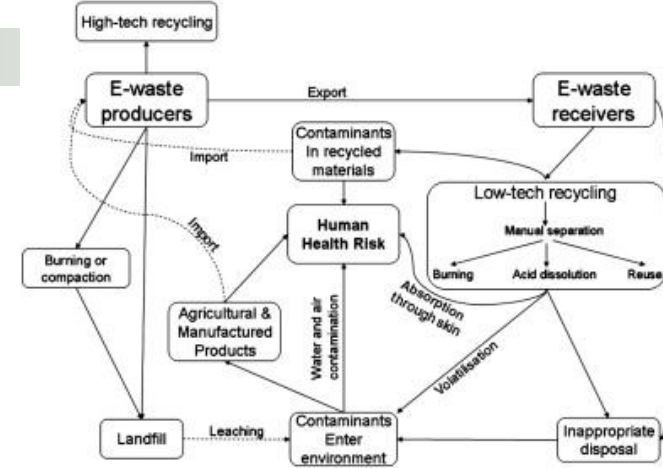 High-tech recycling
E-waste
producers
Export
E-waste
receivers
Contaminants
In recycled
materials
Import
Low-tech recycling
Manual separation
Burning
Acid dissolution
Reuse
Human
Health Risk
Import
Burning or
compaction
Absorption
through skin
Agricultural &
Manufactured
Products
Water and air
contamination
Volatilisation
Landfill
Leaching
Contaminants
Enter
environment
Inappropriate
disposal